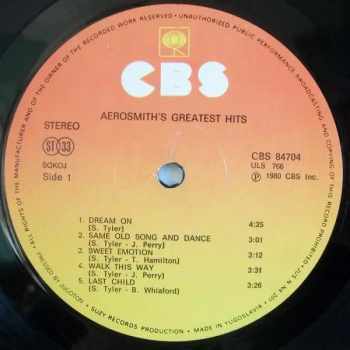 ALL RIGHTS OF THE MANUFACTURER AND OF THE OWNER OF THE RECORDED WORK RESERVED • UNAUTHORIZED PUBLIC PERFORMANCE, BROADCASTING AND COPYING OF THIS RECORD PROHIBITED
CBS
AEROSMITH'S GREATEST HITS
STEREO
ST 33
SOKOJ
Side 1
CBS 84704
ULS 766
Ⓟ 1980 CBS Inc.
1 DREAM ON 4:25
(S. Tyler)
2 SAME OLD SONG AND DANCE 3:01
(S. Tyler - J. Perry)
3 SWEET EMOTION 3:12
(S. Tyler - T. Hamilton)
4 WALK THIS WAY 3:31
(S. Tyler - J. Perry)
5 LAST CHILD 3:26
(S. Tyler - B. Whiaford)
SUZY RECORDS PRODUCTION • MADE IN YUGOSLAVIA